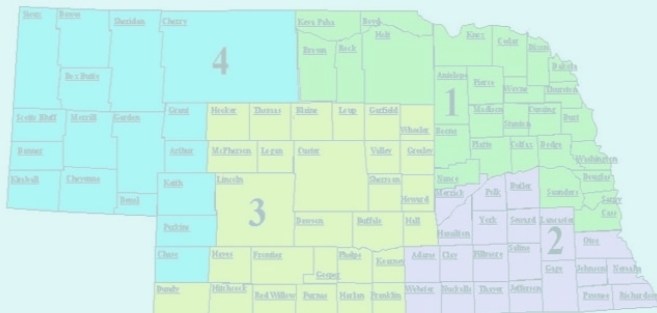 Sioux Dawes Sheridan Cherry Keya Paha Boyd
Brown Rock Holt Knox Cedar Dixon
Dakota
Box Butte 4 Antelope Pierce Wayne Thurston
1
Scotts Bluff Morrill Garden Grant Hooker Thomas Blaine Loup Garfield Wheeler Boone Madison Stanton Cuming Burt
Banner Arthur McPherson Logan Custer Valley Greeley Platte Colfax Dodge Washington
Kimball Cheyenne Deuel Keith Lincoln Sherman Howard Nance Merrick Polk Butler Saunders Douglas
Sarpy
Perkins 3 Dawson Buffalo Hall Hamilton York Seward Lancaster Cass
2
Chase Hayes Frontier Gosper Phelps Kearney Adams Clay Fillmore Saline Gage Otoe
Johnson Nemaha
Dundy Hitchcock Red Willow Furnas Harlan Franklin Webster Nuckolls Thayer Jefferson Pawnee Richardson